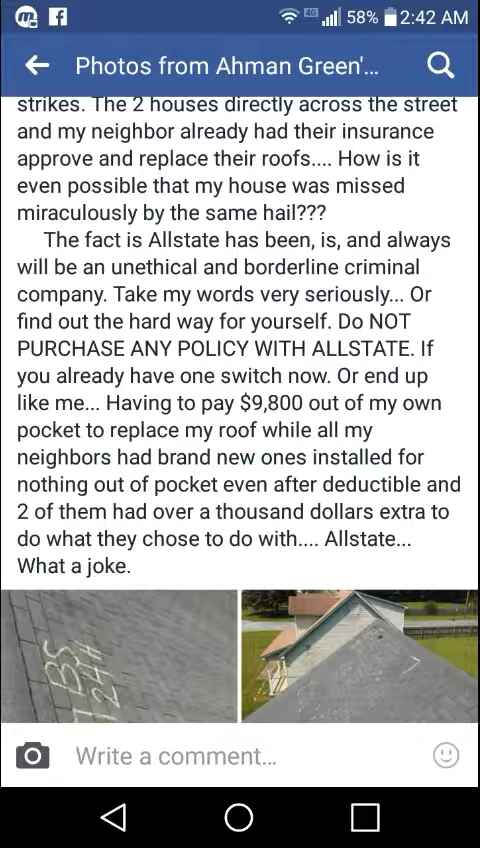 4G 58% 2:42 AM
Photos from Ahman Green'...
strikes. The 2 houses directly across the street
and my neighbor already had their insurance
approve and replace their roofs.... How is it
even possible that my house was missed
miraculously by the same hail???
The fact is Allstate has been, is, and always
will be an unethical and borderline criminal
company. Take my words very seriously... Or
find out the hard way for yourself. Do NOT
PURCHASE ANY POLICY WITH ALLSTATE. If
you already have one switch now. Or end up
like me... Having to pay $9,800 out of my own
pocket to replace my roof while all my
neighbors had brand new ones installed for
nothing out of pocket even after deductible and
2 of them had over a thousand dollars extra to
do what they chose to do with.... Allstate...
What a joke.
BS
24H
Write a comment...